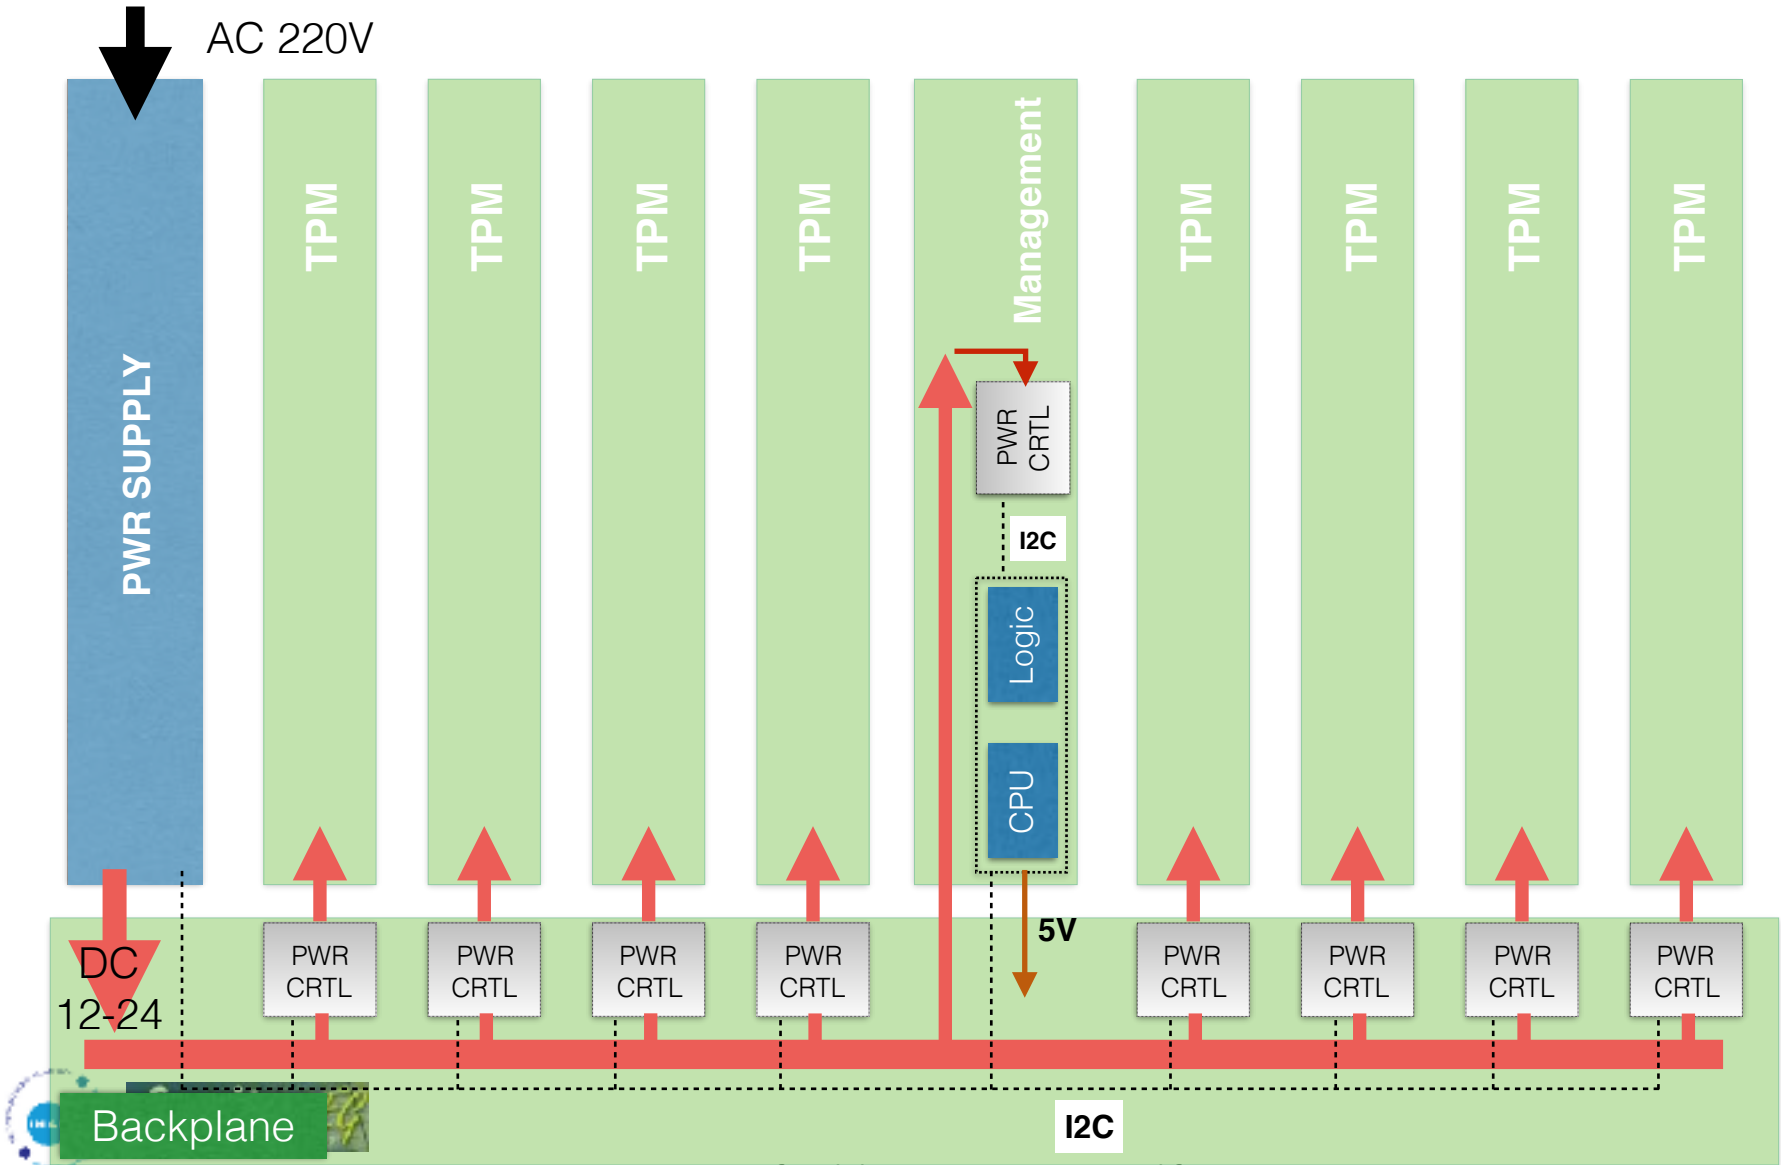 AC 220V
PWR SUPPLY
TPM
TPM
TPM
TPM
Management
TPM
TPM
TPM
TPM
PWR
CRTL
I2C
Logic
CPU
5V
DC
12-24
PWR
CRTL
PWR
CRTL
PWR
CRTL
PWR
CRTL
PWR
CRTL
PWR
CRTL
PWR
CRTL
PWR
CRTL
Backplane
I2C